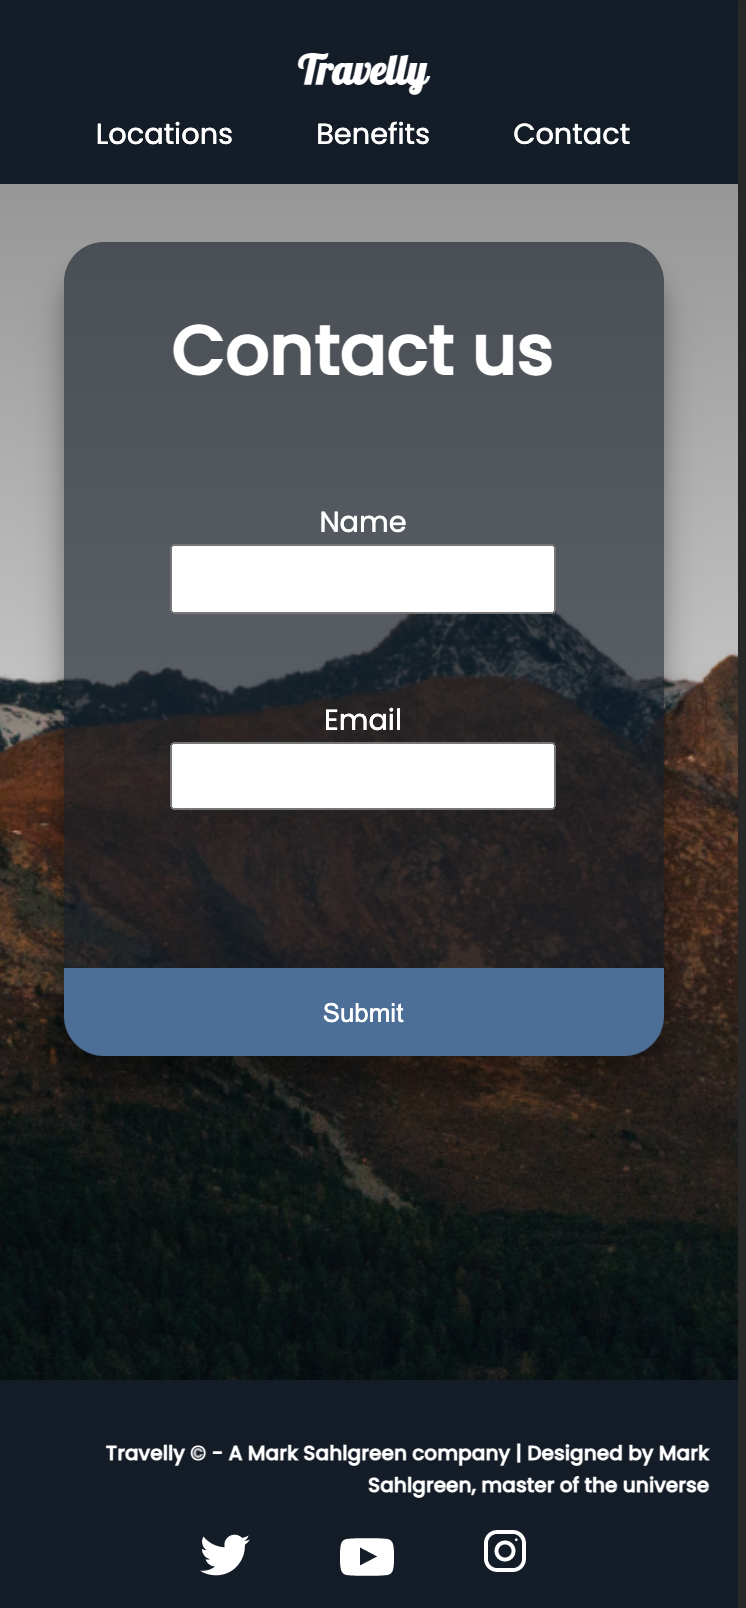 Travelly
Locations Benefits Contact
Contact us
Name
Email
Submit
Travelly © - A Mark Sahlgreen company | Designed by Mark
Sahlgreen, master of the universe